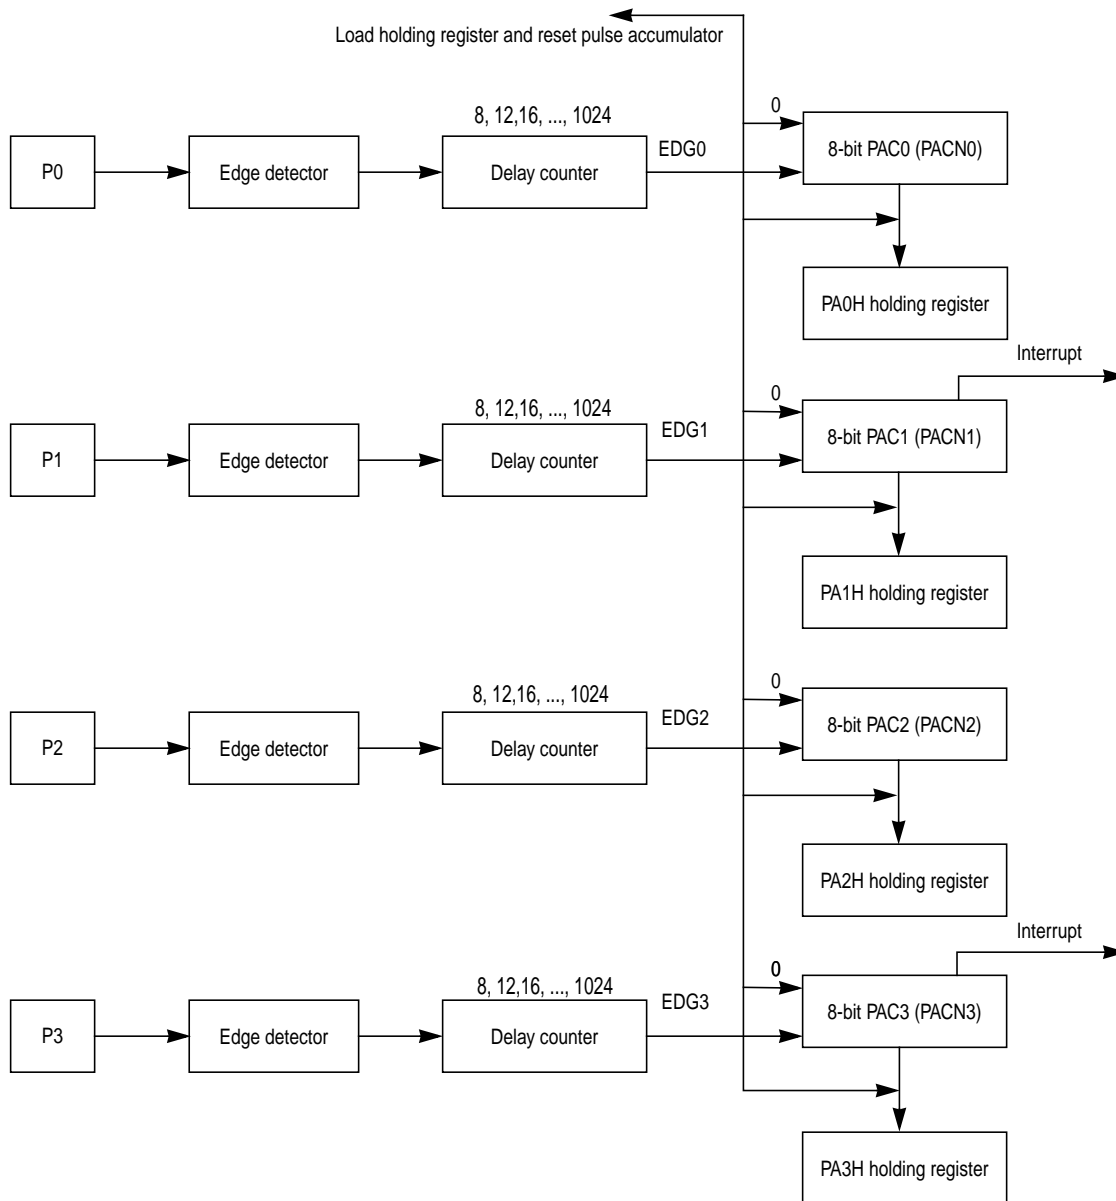 Load holding register and reset pulse accumulator
0
8, 12,16, ..., 1024
EDG0
P0
Edge detector
Delay counter
8-bit PAC0 (PACN0)
PA0H holding register
Interrupt
0
8, 12,16, ..., 1024
EDG1
P1
Edge detector
Delay counter
8-bit PAC1 (PACN1)
PA1H holding register
0
8, 12,16, ..., 1024
EDG2
P2
Edge detector
Delay counter
8-bit PAC2 (PACN2)
PA2H holding register
Interrupt
0
8, 12,16, ..., 1024
EDG3
P3
Edge detector
Delay counter
8-bit PAC3 (PACN3)
PA3H holding register